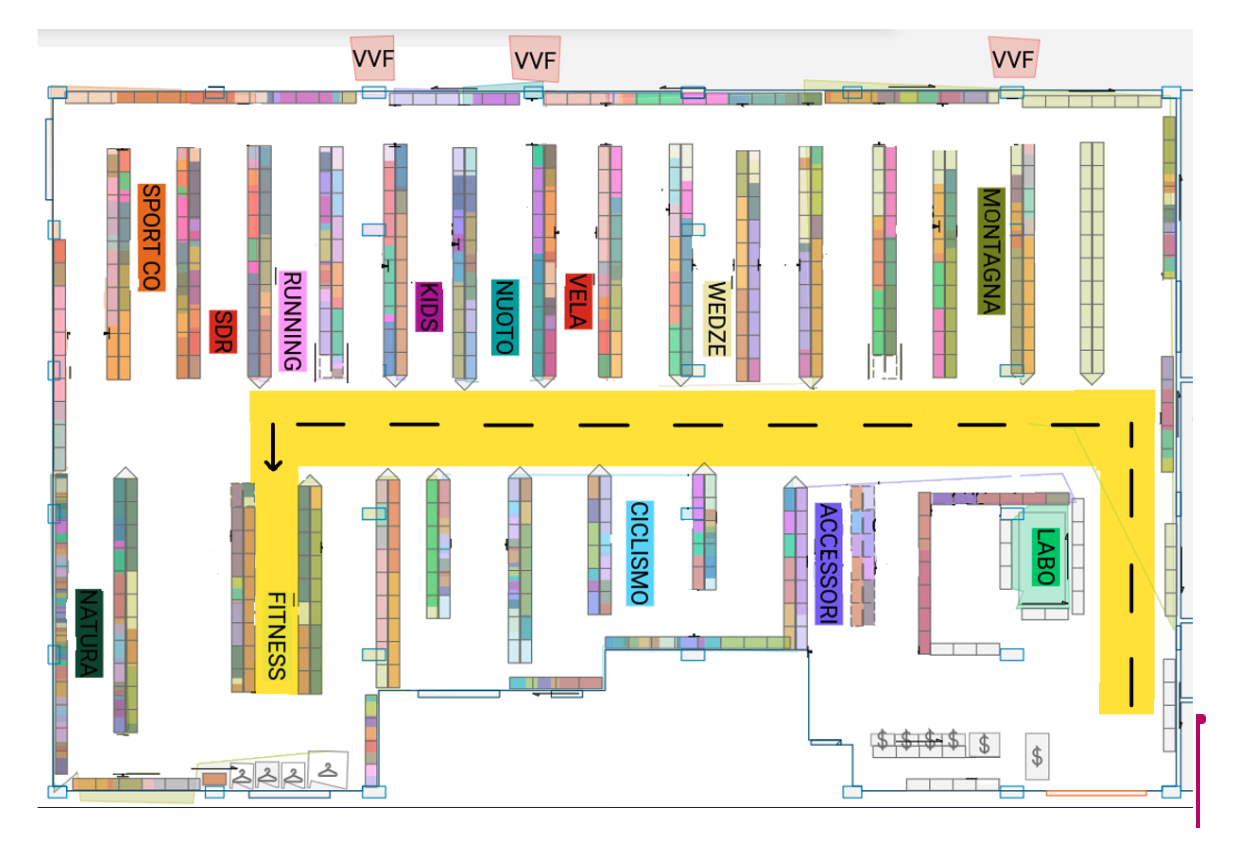 VVF
VVF
VVF
SPORT CO
SDR
RUNNING
KIDS
NUOTO
VELA
WEDZE
MONTAGNA
NATURA
FITNESS
CICLISMO
ACCESSORI
LABO
$ $ $ $ $
$